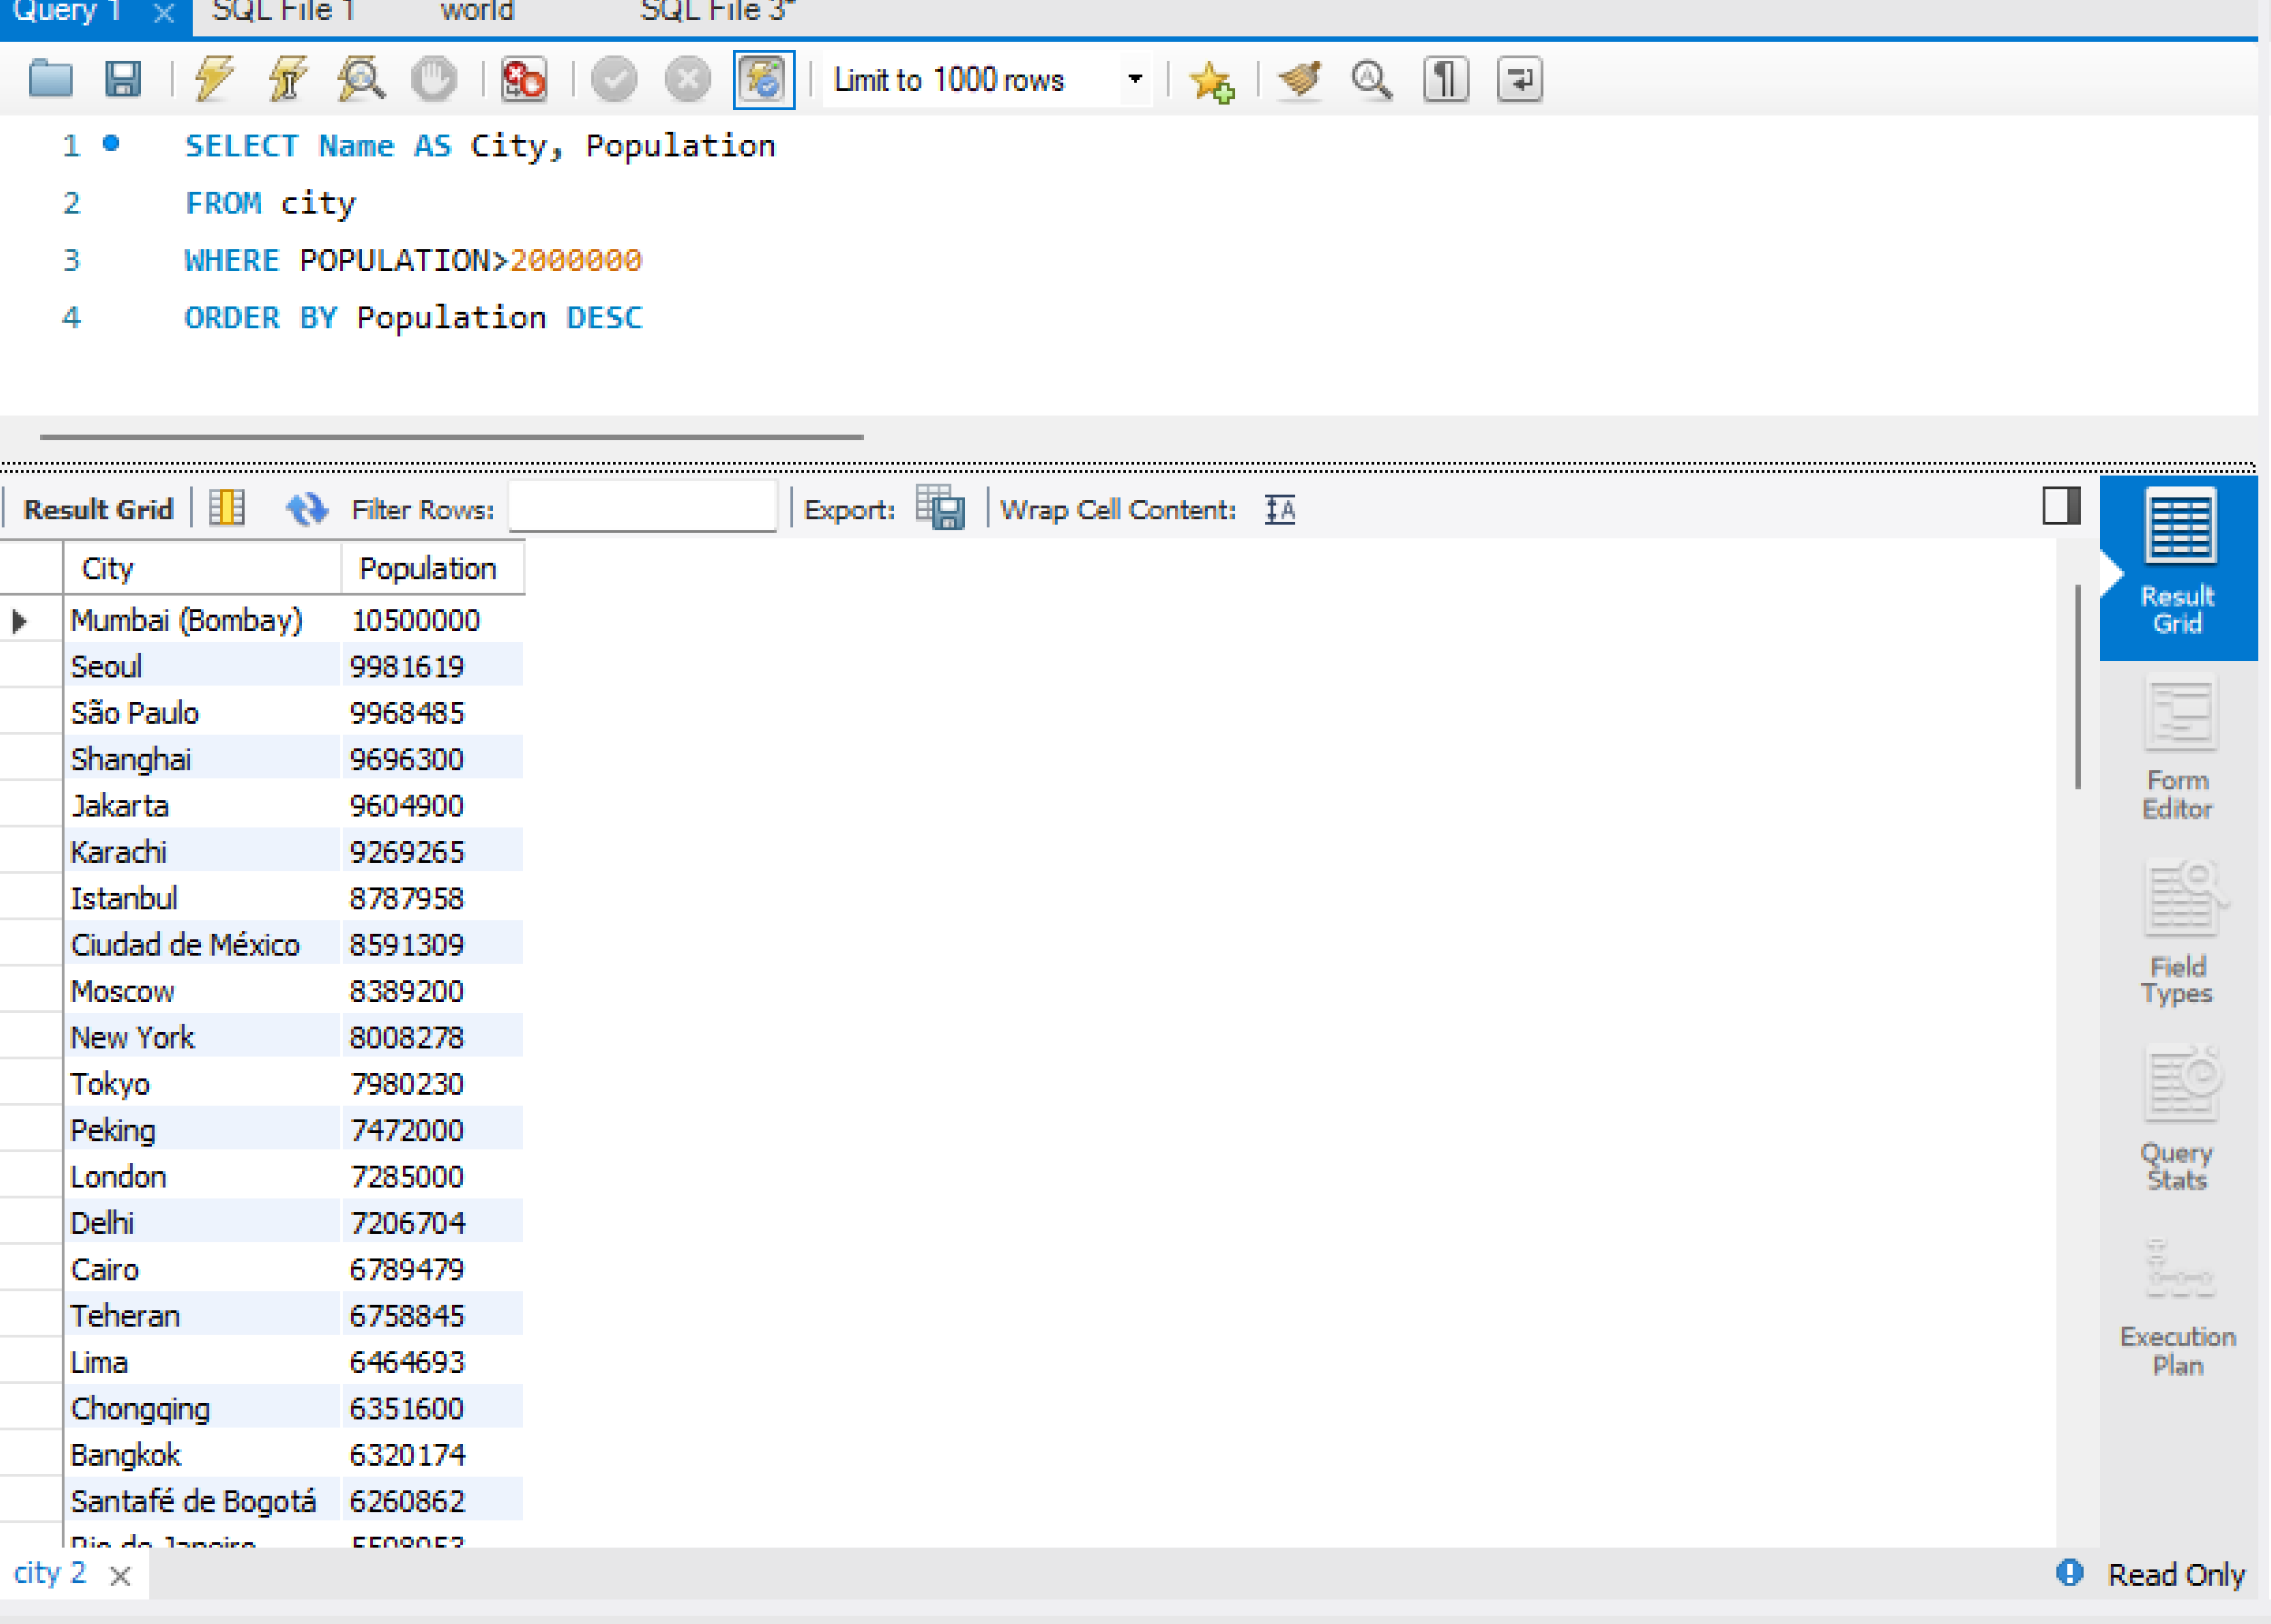 Query 1 × SQL File 1 world SQL File 3*
Limit to 1000 rows
1 SELECT Name AS City, Population
2 FROM city
3 WHERE POPULATION>2000000
4 ORDER BY Population DESC
Result Grid Filter Rows: Export: Wrap Cell Content: IA
City Population
Mumbai (Bombay) 10500000
Seoul 9981619
São Paulo 9968485
Shanghai 9696300
Jakarta 9604900
Karachi 9269265
Istanbul 8787958
Ciudad de México 8591309
Moscow 8389200
New York 8008278
Tokyo 7980230
Peking 7472000
London 7285000
Delhi 7206704
Cairo 6789479
Teheran 6758845
Lima 6464693
Chongqing 6351600
Bangkok 6320174
Santafé de Bogotá 6260862
Rio de Janeiro 5598953
Result
Grid
Form
Editor
Field
Types
Query
Stats
Execution
Plan
city 2 × Read Only